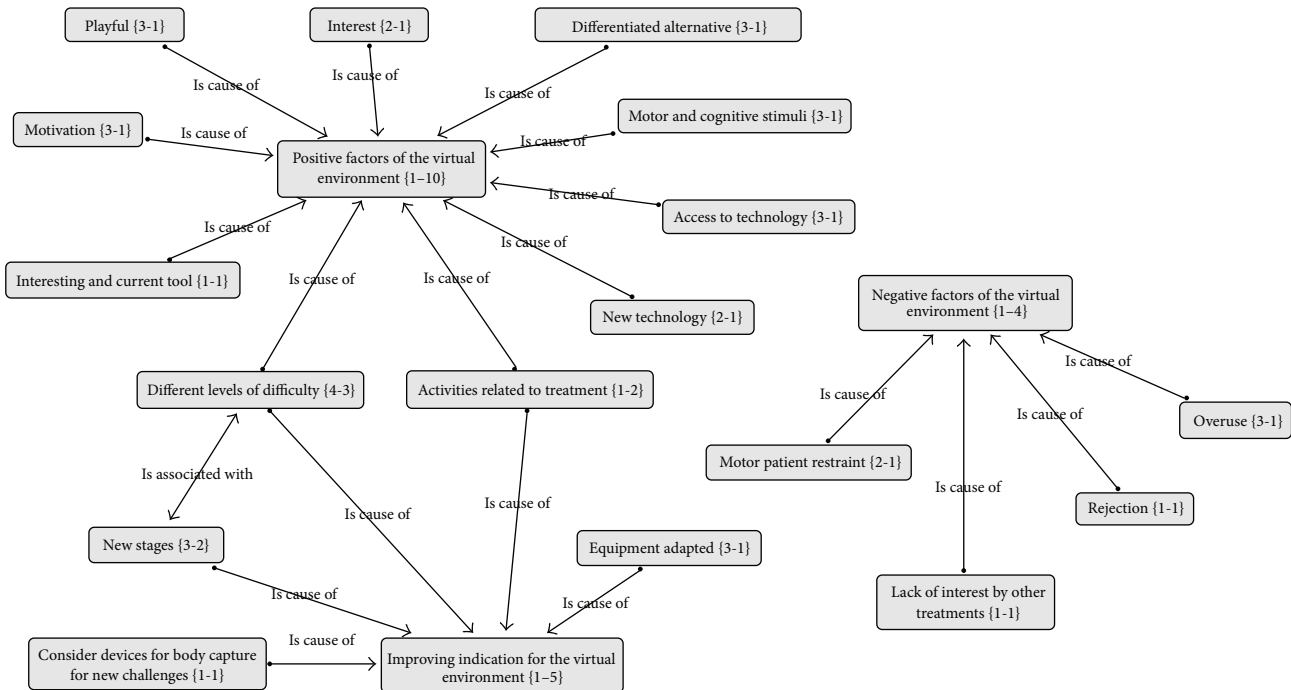 Playful {3-1}
Interest {2-1}
Differentiated alternative {3-1}
Is cause of
Is cause of
Is cause of
Motivation {3-1}
Is cause of
Motor and cognitive stimuli {3-1}
Is cause of
Positive factors of the virtual
environment {1–10}
Is cause of
Access to technology {3-1}
Is cause of
Interesting and current tool {1-1}
Is cause of
Is cause of
Is cause of
New technology {2-1}
Negative factors of the virtual
environment {1–4}
Different levels of difficulty {4-3}
Activities related to treatment {1-2}
Is cause of
Is cause of
Is cause of
Overuse {3-1}
Motor patient restraint {2-1}
Is associated with
Is cause of
Is cause of
Is cause of
Rejection {1-1}
New stages {3-2}
Equipment adapted {3-1}
Is cause of
Is cause of
Lack of interest by other
treatments {1-1}
Consider devices for body capture
for new challenges {1-1}
Is cause of
Improving indication for the virtual
environment {1–5}